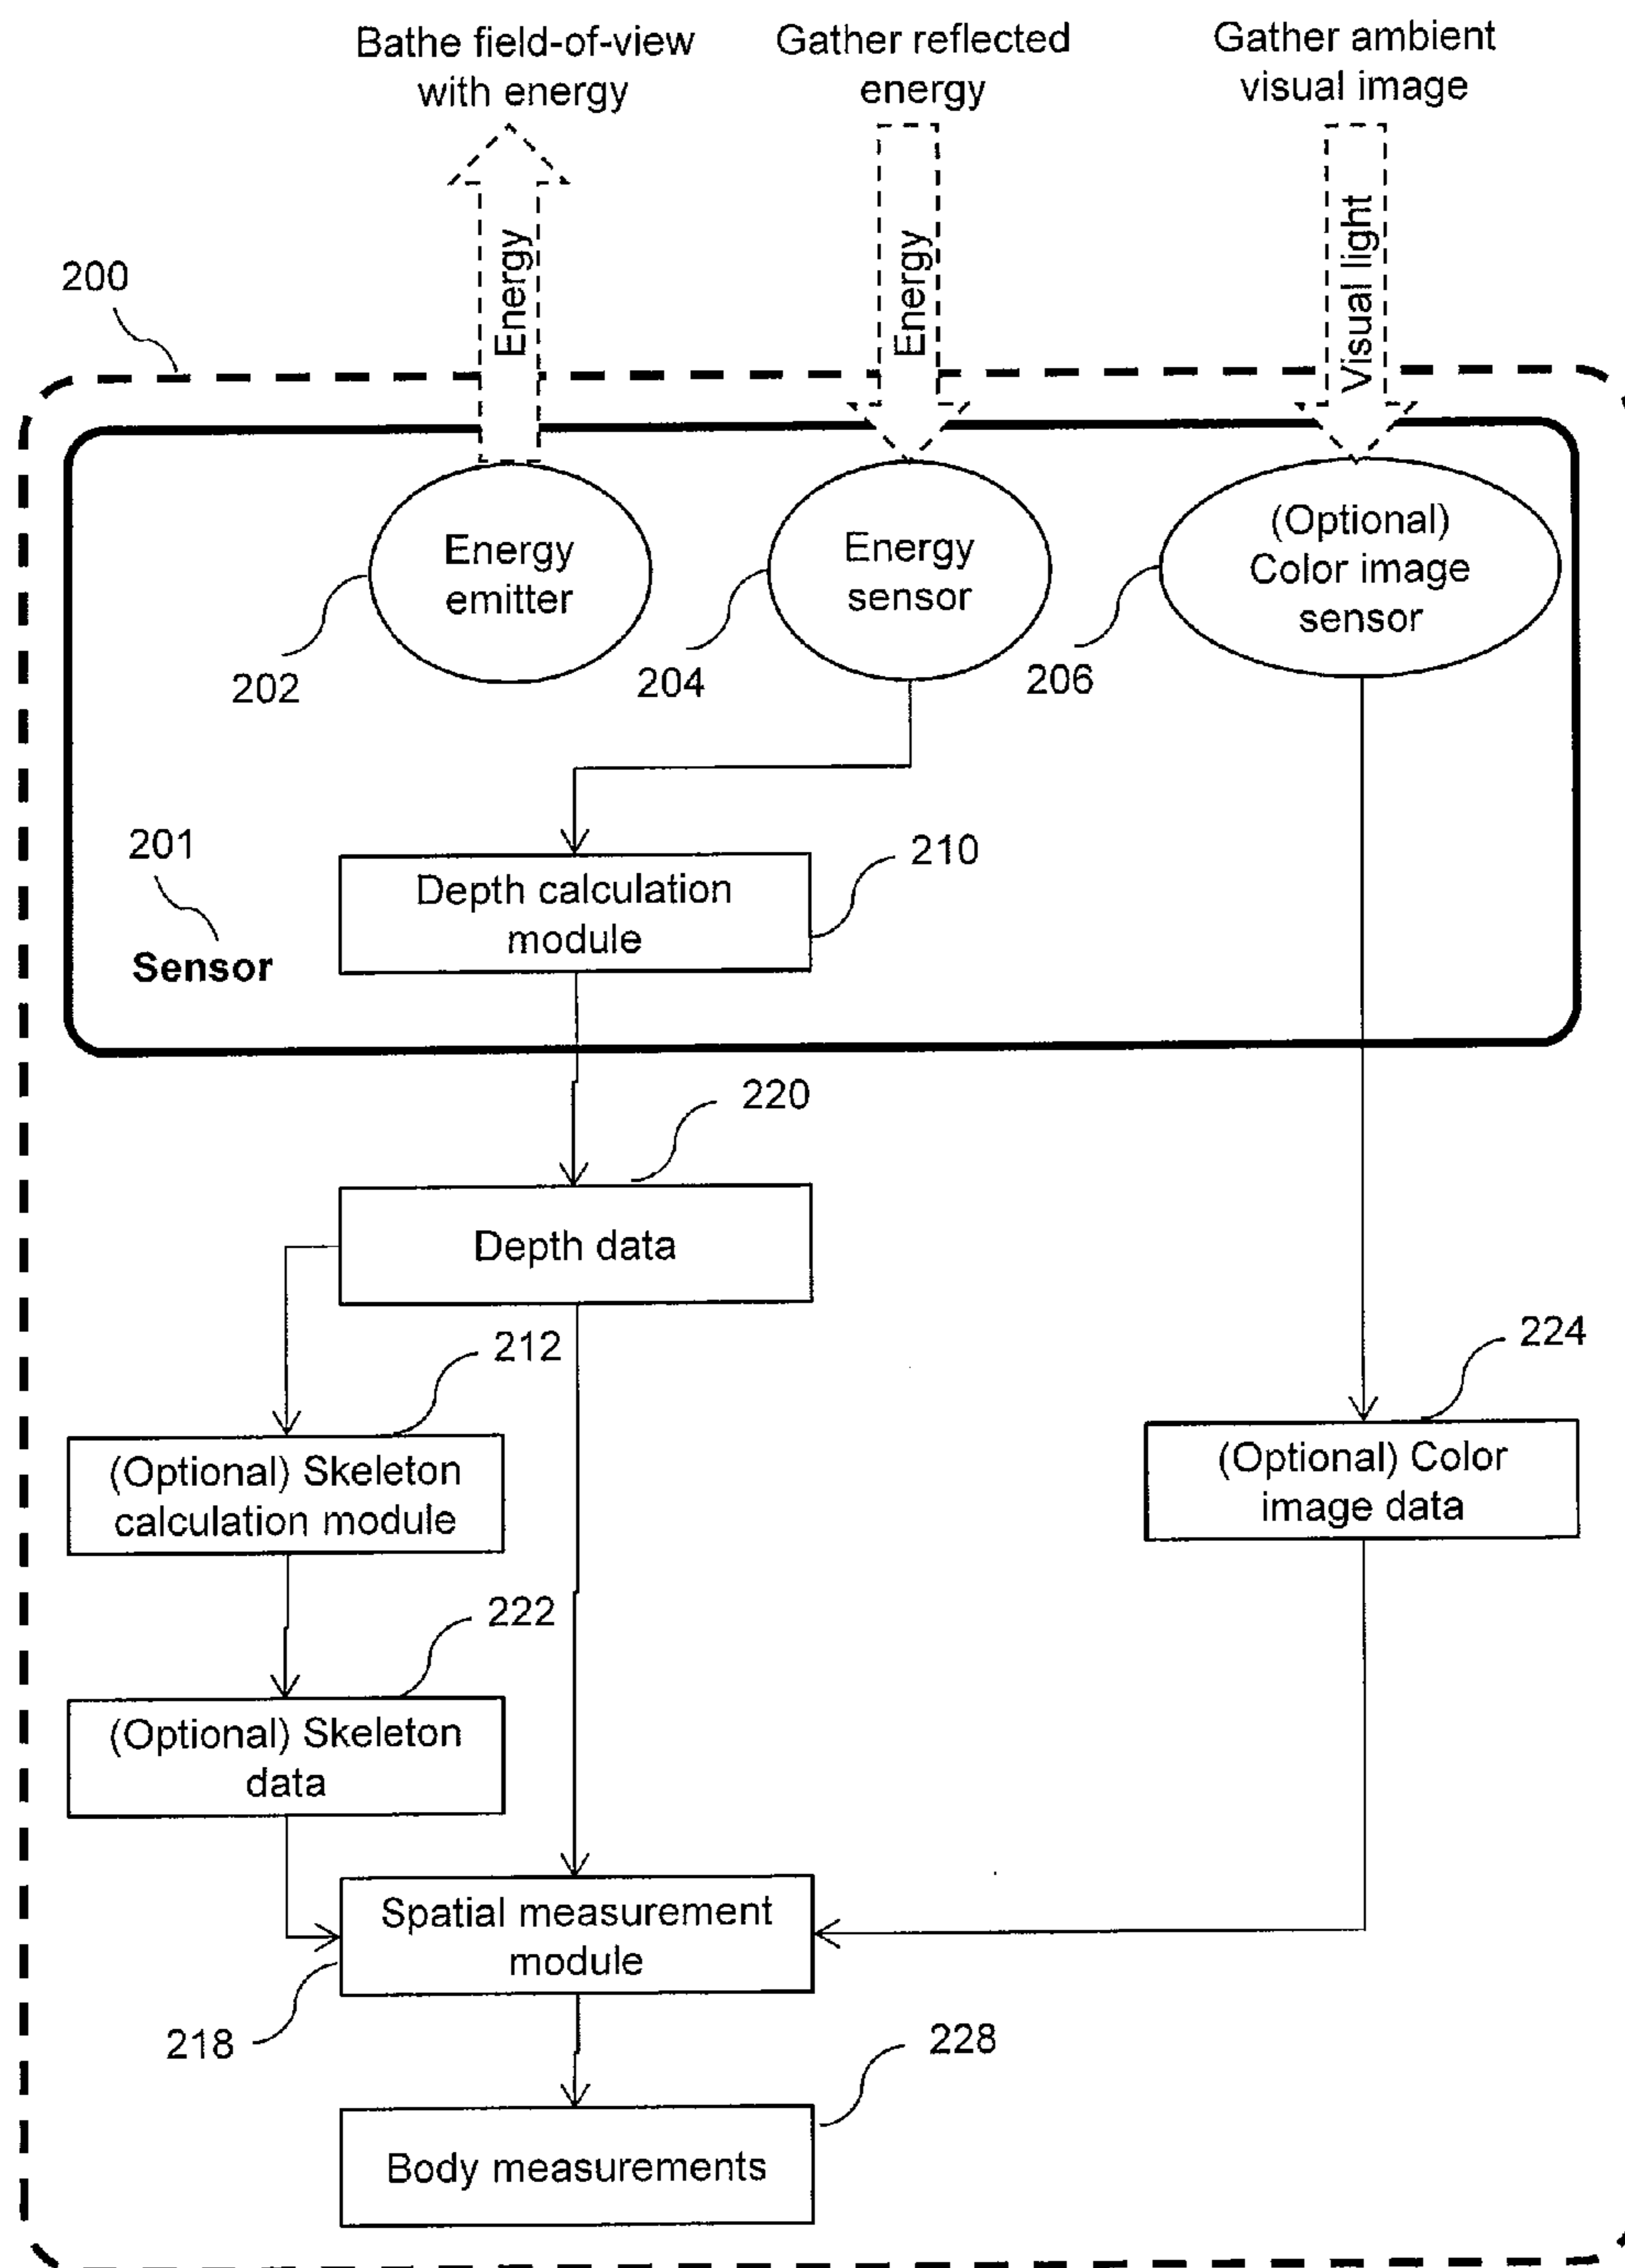 Bathe field-of-view
with energy
Gather reflected
energy
Gather ambient
visual image
Energy
Energy
Visual light
200
Energy
emitter
Energy
sensor
(Optional)
Color image
sensor
202
204
206
201
Sensor
Depth calculation
module
210
220
Depth data
212
224
(Optional) Skeleton
calculation module
(Optional) Color
image data
222
(Optional) Skeleton
data
Spatial measurement
module
218
228
Body measurements